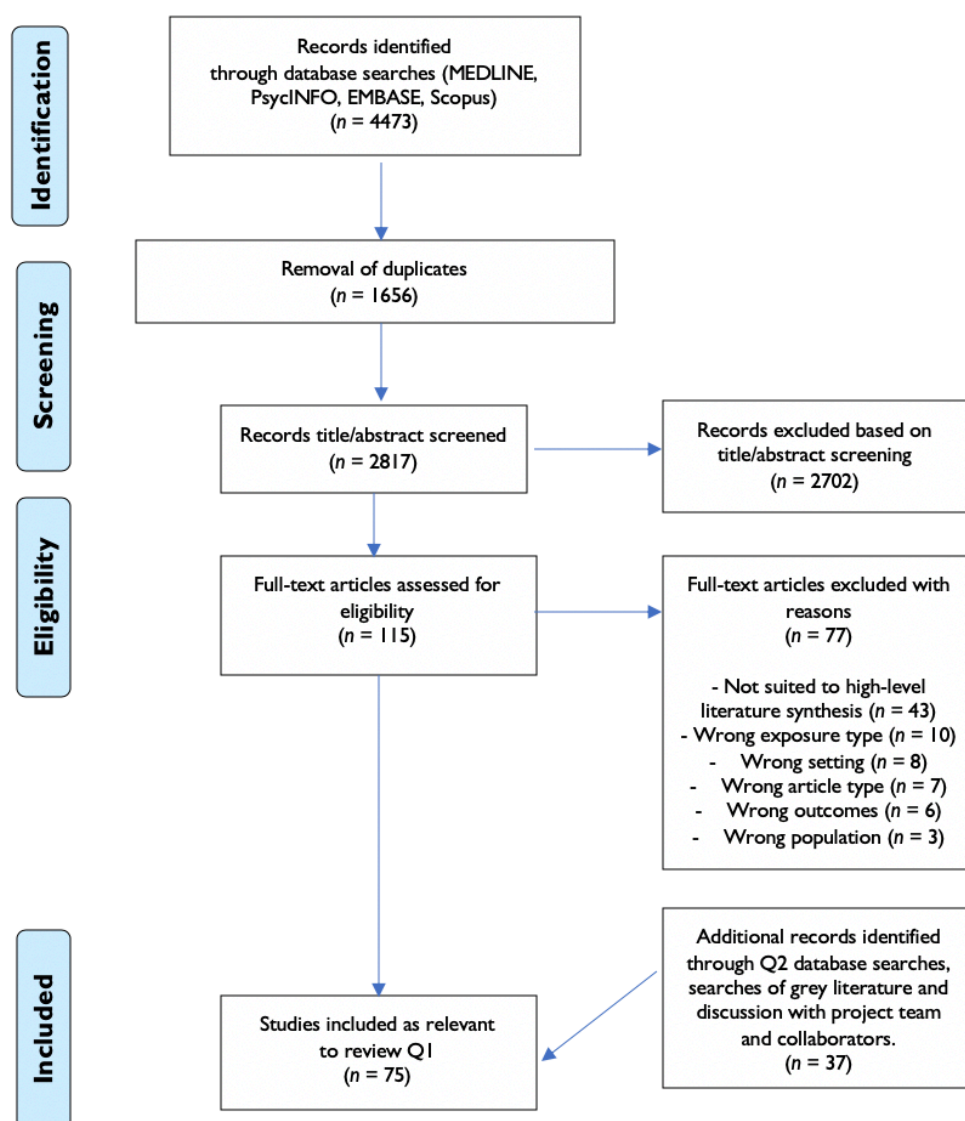 Identification
Records identified
through database searches (MEDLINE,
PsycINFO, EMBASE, Scopus)
(n = 4473)
Removal of duplicates
(n = 1656)
Screening
Records title/abstract screened
(n = 2817)
Records excluded based on
title/abstract screening
(n = 2702)
Eligibility
Full-text articles assessed for
eligibility
(n = 115)
Full-text articles excluded with
reasons
(n = 77)
- Not suited to high-level
literature synthesis (n = 43)
- Wrong exposure type (n = 10)
- Wrong setting (n = 8)
- Wrong article type (n = 7)
- Wrong outcomes (n = 6)
- Wrong population (n = 3)
Included
Studies included as relevant
to review Q1
(n = 75)
Additional records identified
through Q2 database searches,
searches of grey literature and
discussion with project team
and collaborators.
(n = 37)